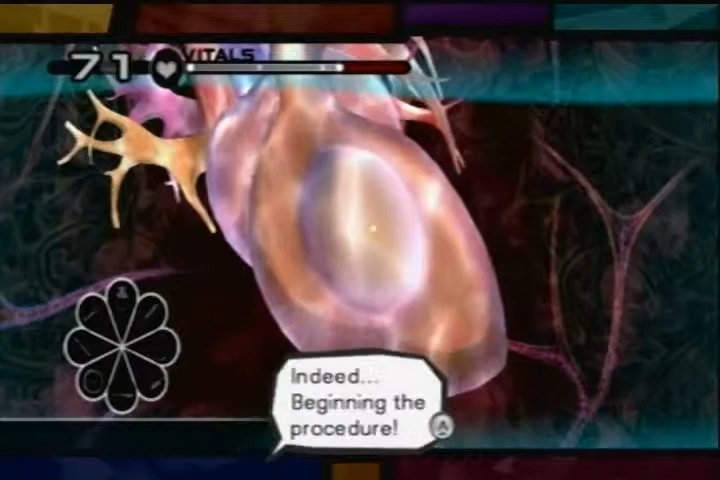 VITALS
71
Indeed...
Beginning the
procedure!
A